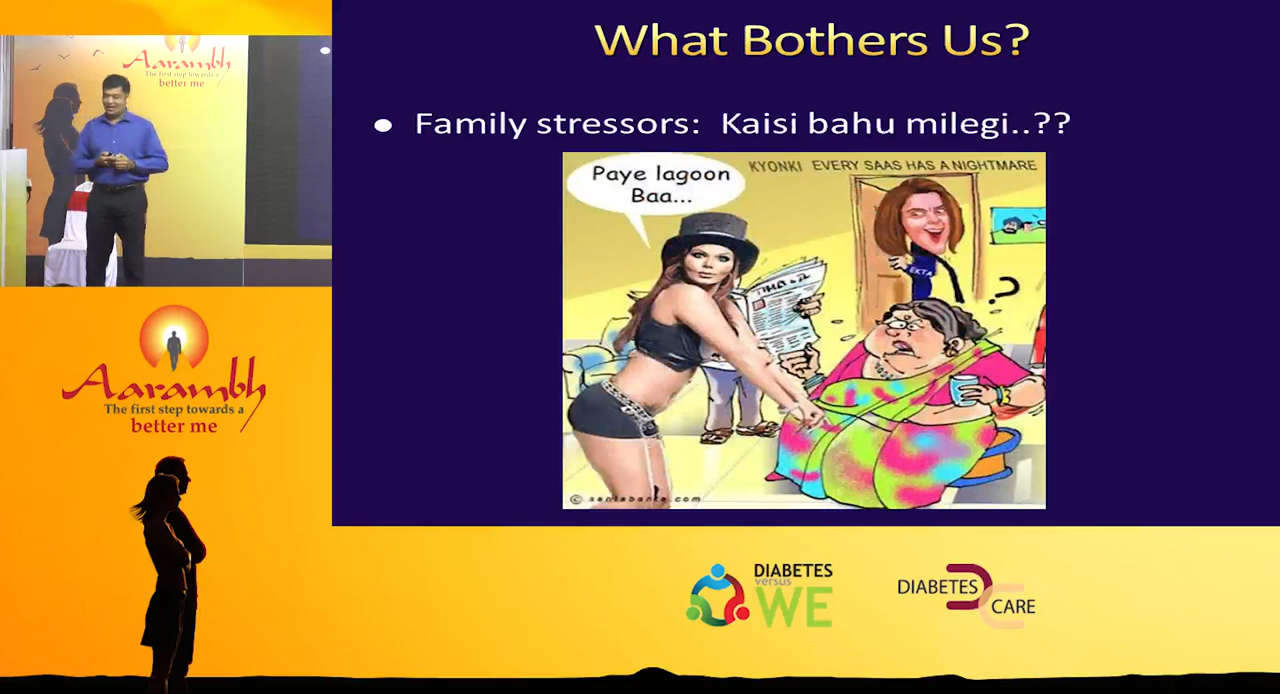 Aarambh
The first step towards a
better me
What Bothers Us?
Family stressors: Kaisi bahu milegi..??
Paye lagoon
Baa...
KYONKI EVERY SAAS HAS A NIGHTMARE
EKTA
?
© santabanta.com
Aarambh
The first step towards a
better me
DIABETES
versus
WE
DIABETES
CARE